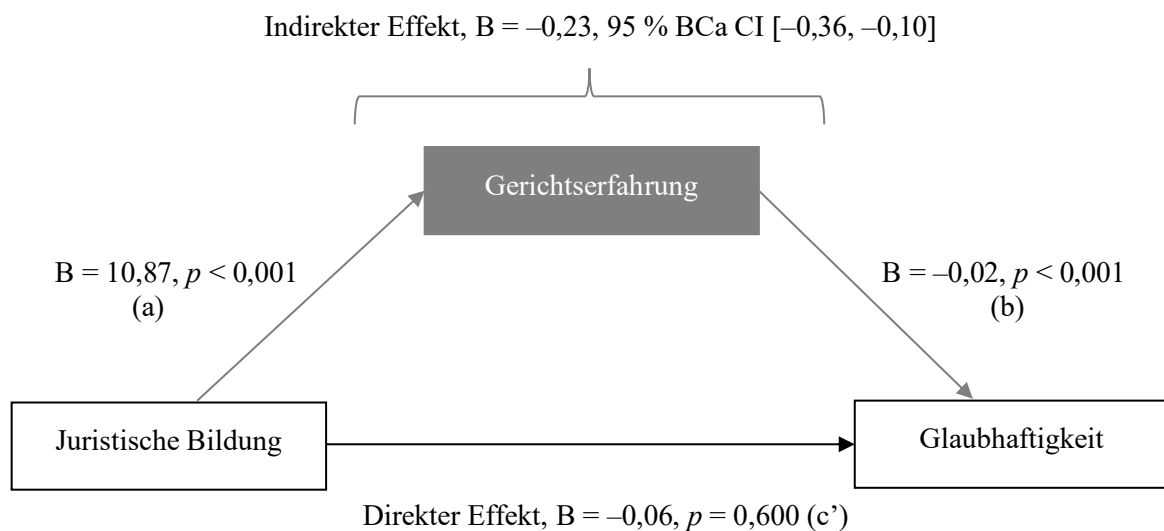 Indirekter Effekt, B = –0,23, 95 % BCa CI [–0,36, –0,10]
Gerichtserfahrung
B = 10,87, p < 0,001
(a)
B = –0,02, p < 0,001
(b)
Juristische Bildung
Glaubhaftigkeit
Direkter Effekt, B = –0,06, p = 0,600 (c’)